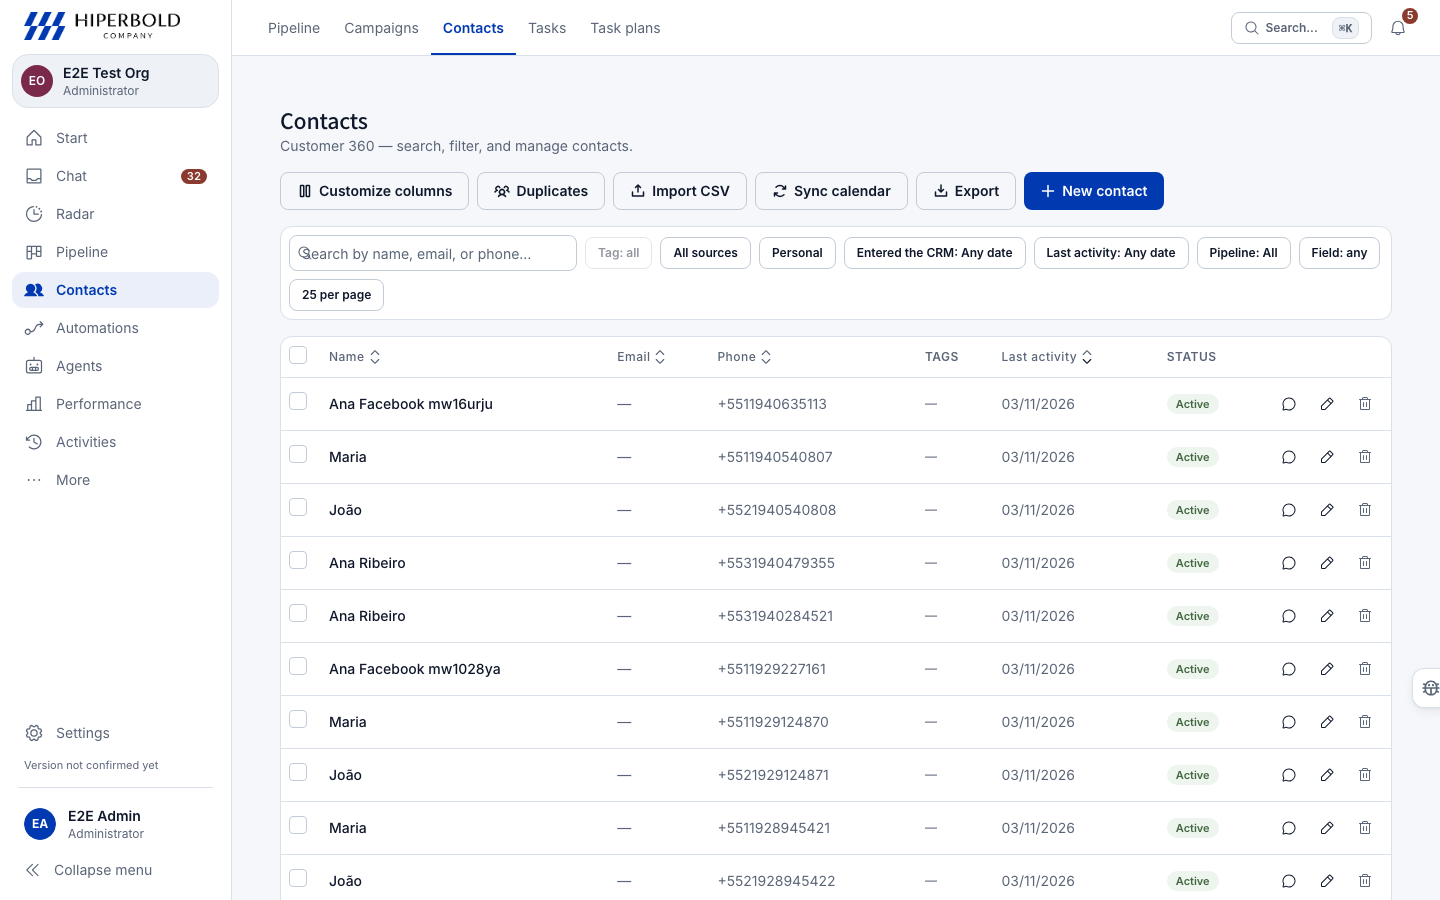 HIPERBOLD
COMPANY
EO
E2E Test Org
Administrator
Start
Chat 32
Radar
Pipeline
Contacts
Automations
Agents
Performance
Activities
More
Settings
Version not confirmed yet
EA
E2E Admin
Administrator
Collapse menu
Pipeline Campaigns Contacts Tasks Task plans
Search... ⌘K 5
Contacts
Customer 360 — search, filter, and manage contacts.
Customize columns Duplicates Import CSV Sync calendar Export New contact
Search by name, email, or phone... Tag: all All sources Personal Entered the CRM: Any date Last activity: Any date Pipeline: All Field: any
25 per page
Name Email Phone TAGS Last activity STATUS
Ana Facebook mw16urju — +5511940635113 — 03/11/2026 Active
Maria — +5511940540807 — 03/11/2026 Active
João — +5521940540808 — 03/11/2026 Active
Ana Ribeiro — +5531940479355 — 03/11/2026 Active
Ana Ribeiro — +5531940284521 — 03/11/2026 Active
Ana Facebook mw1028ya — +5511929227161 — 03/11/2026 Active
Maria — +5511929124870 — 03/11/2026 Active
João — +5521929124871 — 03/11/2026 Active
Maria — +5511928945421 — 03/11/2026 Active
João — +5521928945422 — 03/11/2026 Active